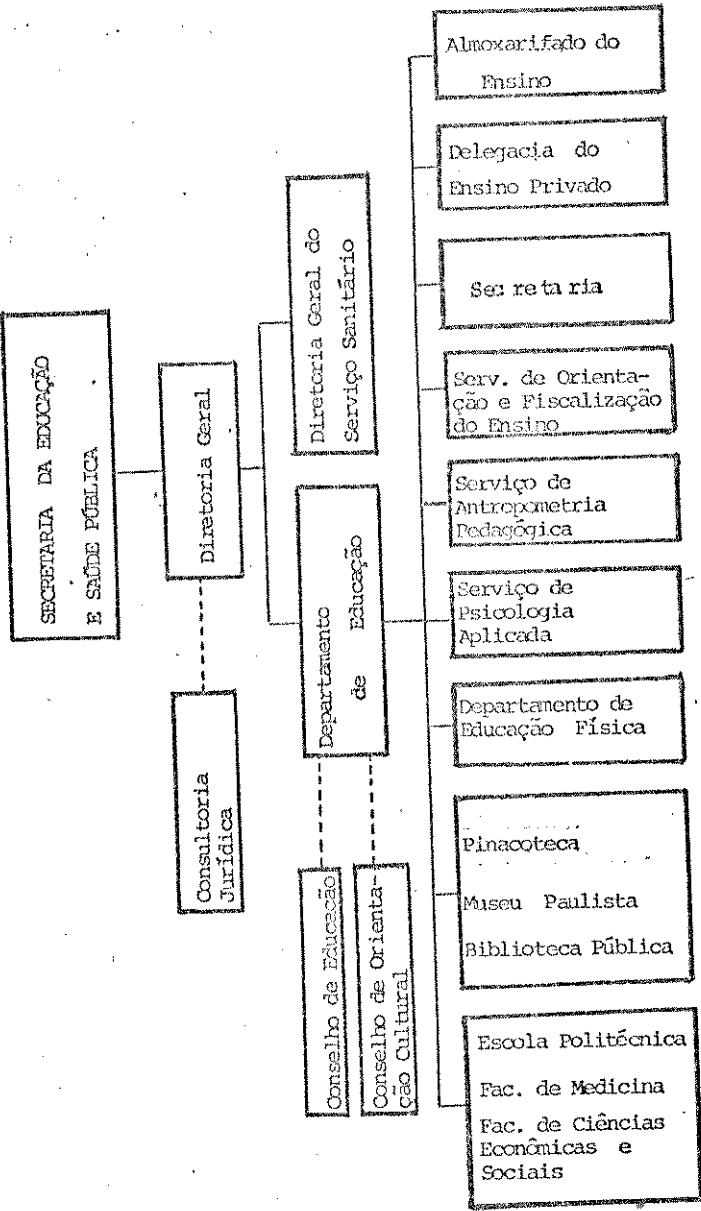 SECRETARIA DA EDUCAÇÃO
E SAÚDE PÚBLICA
Diretoria Geral
Consultoria
Jurídica
Departamento
de Educação
Diretoria Geral do
Serviço Sanitário
Conselho de Educação
Conselho de Orienta-
ção Cultural
Escola Politécnica
Fac. de Medicina
Fac. de Ciências
Econômicas e
Sociais
Pinacoteca
Museu Paulista
Biblioteca Pública
Departamento de
Educação Física
Serviço de
Psicologia
Aplicada
Serviço de
Antropometria
Pedagógica
Serv. de Orienta-
ção e Fiscalização
do Ensino
Secretaria
Delegacia do
Ensino Privado
Almoxarifado do
Ensino